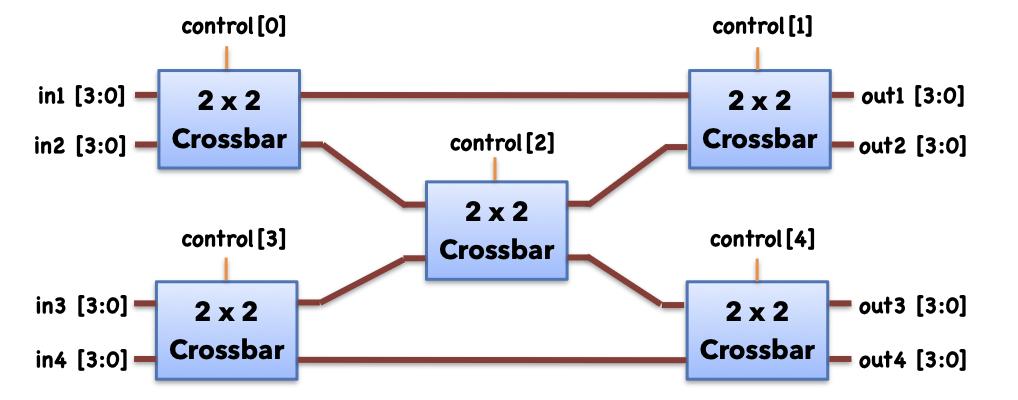 control[0]
control[1]
in1 [3:0]
2 x 2
Crossbar
2 x 2
Crossbar
out1 [3:0]
in2 [3:0]
out2 [3:0]
control[2]
2 x 2
Crossbar
control[3]
control[4]
in3 [3:0]
2 x 2
Crossbar
2 x 2
Crossbar
out3 [3:0]
in4 [3:0]
out4 [3:0]